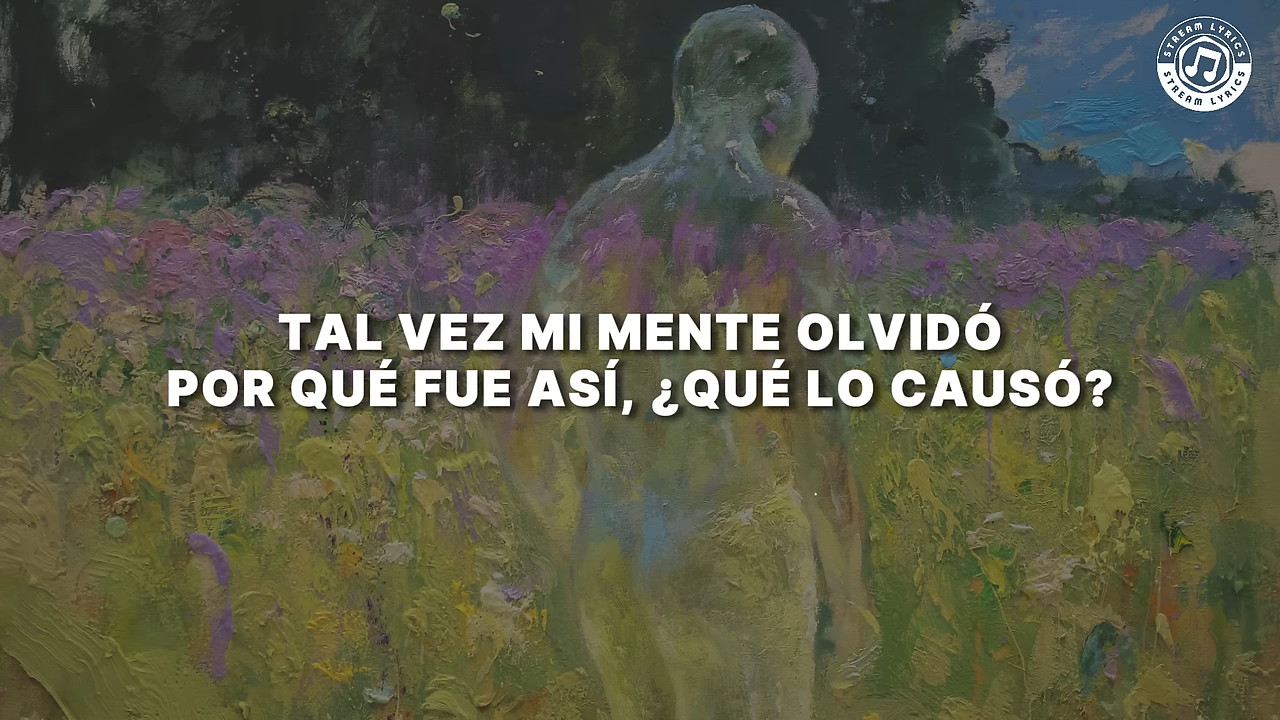 STREAM LYRICS
STREAM LYRICS
TAL VEZ MI MENTE OLVIDÓ
POR QUÉ FUE ASÍ, ¿QUÉ LO CAUSÓ?